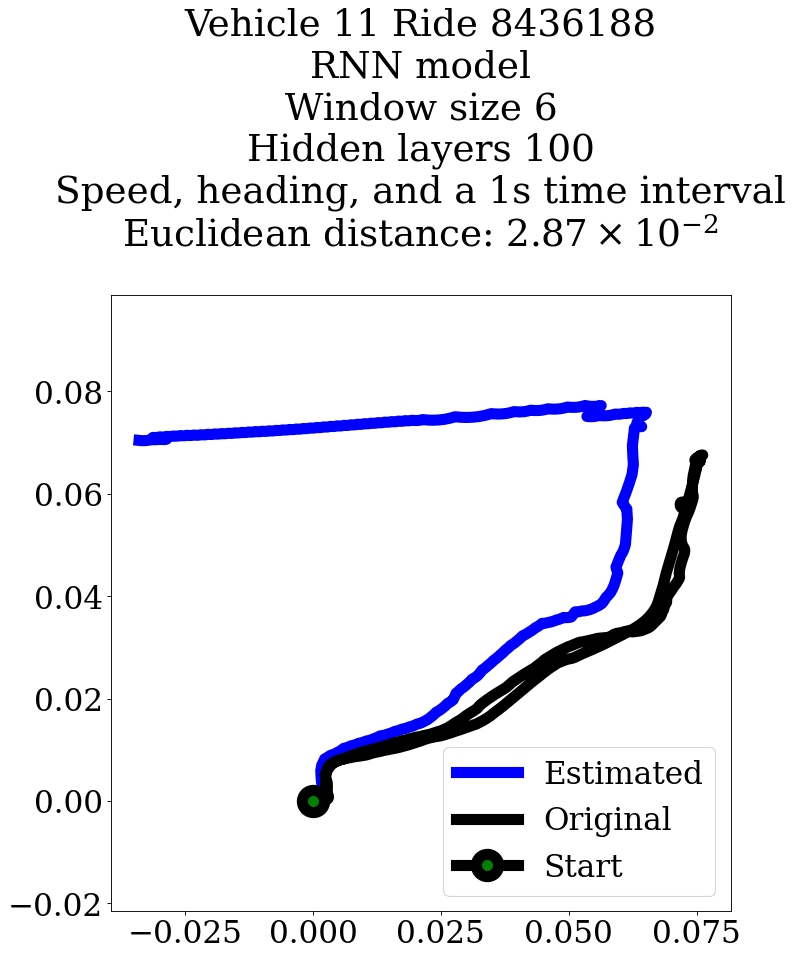 Vehicle 11 Ride 8436188
RNN model
Window size 6
Hidden layers 100
Speed, heading, and a 1s time interval
Euclidean distance: 2.87 × 10⁻²
0.08
0.06
0.04
0.02
0.00
−0.02
Estimated
Original
Start
−0.025 0.000 0.025 0.050 0.075